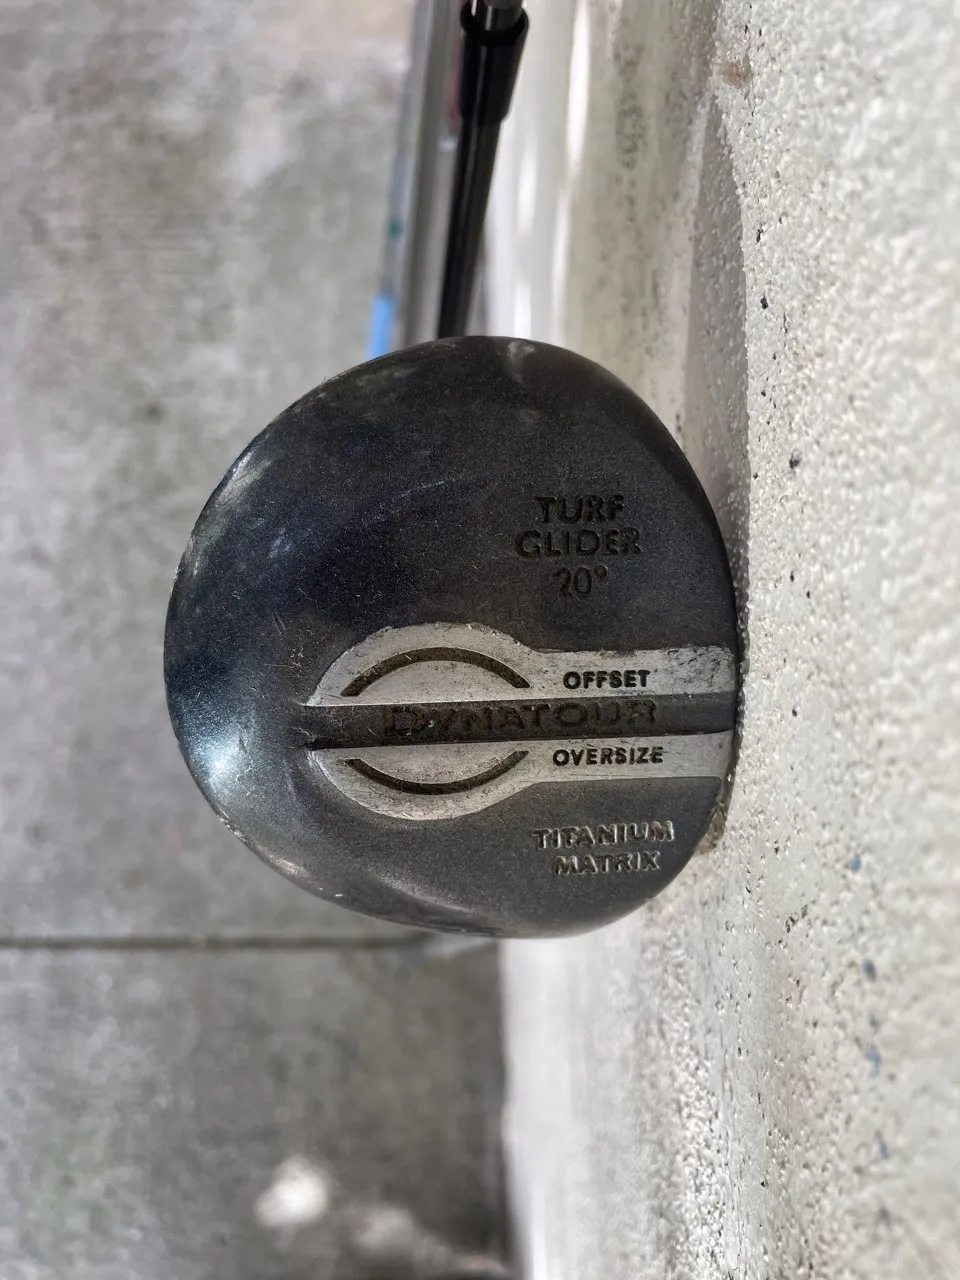 TURF
GLIDER
20°
OFFSET
DYNATOUR
OVERSIZE
TITANIUM
MATRIX